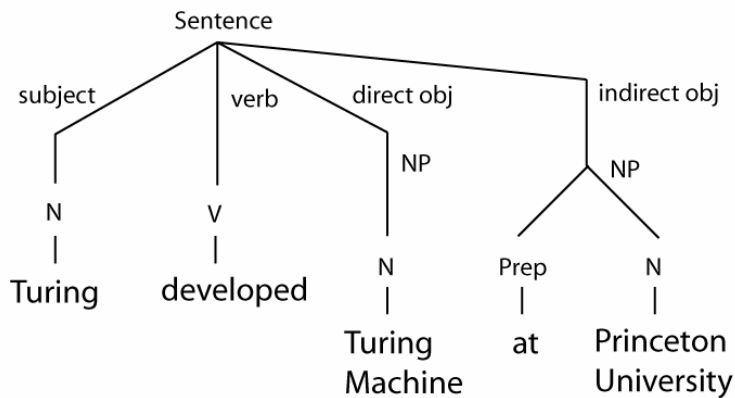 Sentence
subject verb direct obj indirect obj
NP NP
N V N Prep N
Turing developed
Turing Machine at Princeton University